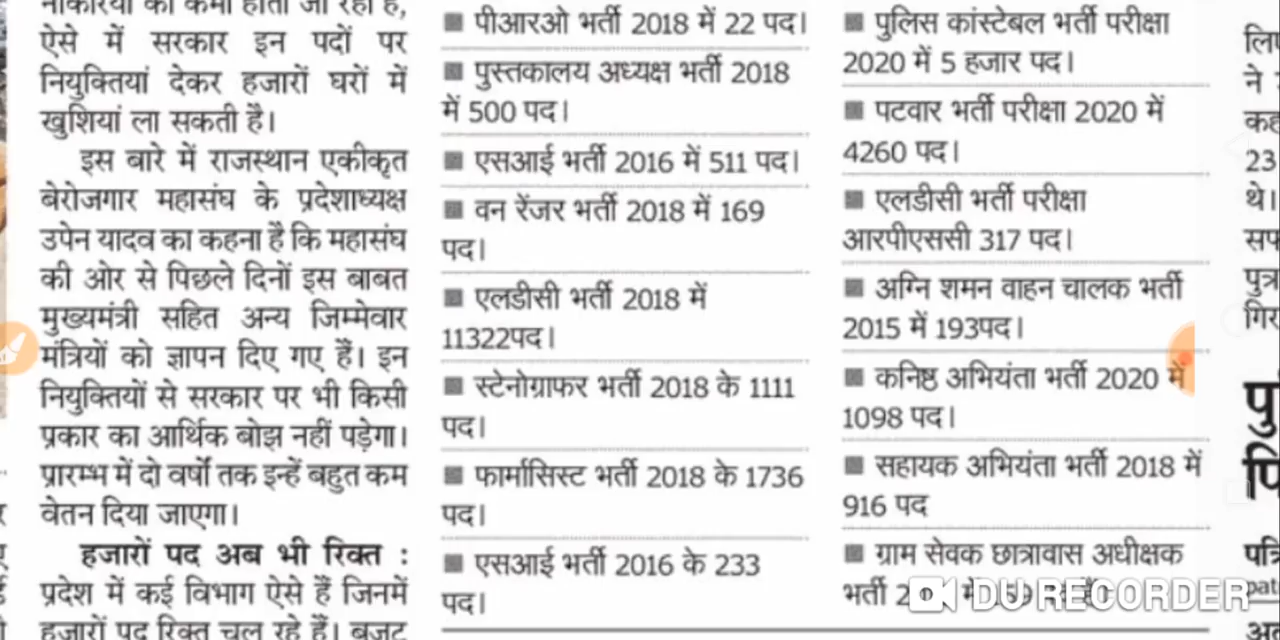 ऐसे में सरकार इन पदों पर
नियुक्तियां देकर हजारों घरों में
खुशियां ला सकती है।
इस बारे में राजस्थान एकीकृत
बेरोजगार महासंघ के प्रदेशाध्यक्ष
उपेन यादव का कहना है कि महासंघ
की ओर से पिछले दिनों इस बाबत
मुख्यमंत्री सहित अन्य जिम्मेवार
मंत्रियों को ज्ञापन दिए गए हैं। इन
नियुक्तियों से सरकार पर भी किसी
प्रकार का आर्थिक बोझ नहीं पड़ेगा।
प्रारम्भ में दो वर्षों तक इन्हें बहुत कम
वेतन दिया जाएगा।
हजारों पद अब भी रिक्त :
प्रदेश में कई विभाग ऐसे हैं जिनमें
हजारों पद रिक्त चल रहे हैं। बजट
■ पीआरओ भर्ती 2018 में 22 पद।
■ पुस्तकालय अध्यक्ष भर्ती 2018
में 500 पद।
■ एसआई भर्ती 2016 में 511 पद।
■ वन रेंजर भर्ती 2018 में 169
पद।
■ एलडीसी भर्ती 2018 में
11322पद।
■ स्टेनोग्राफर भर्ती 2018 के 1111
पद।
■ फार्मासिस्ट भर्ती 2018 के 1736
पद।
■ एसआई भर्ती 2016 के 233
पद।
■ पुलिस कांस्टेबल भर्ती परीक्षा
2020 में 5 हजार पद।
■ पटवार भर्ती परीक्षा 2020 में
4260 पद।
■ एलडीसी भर्ती परीक्षा
आरपीएससी 317 पद।
■ अग्नि शमन वाहन चालक भर्ती
2015 में 193पद।
■ कनिष्ठ अभियंता भर्ती 2020 में
1098 पद।
■ सहायक अभियंता भर्ती 2018 में
916 पद
■ ग्राम सेवक छात्रावास अधीक्षक
भर्ती
DU RECORDER
ने
23
थे।